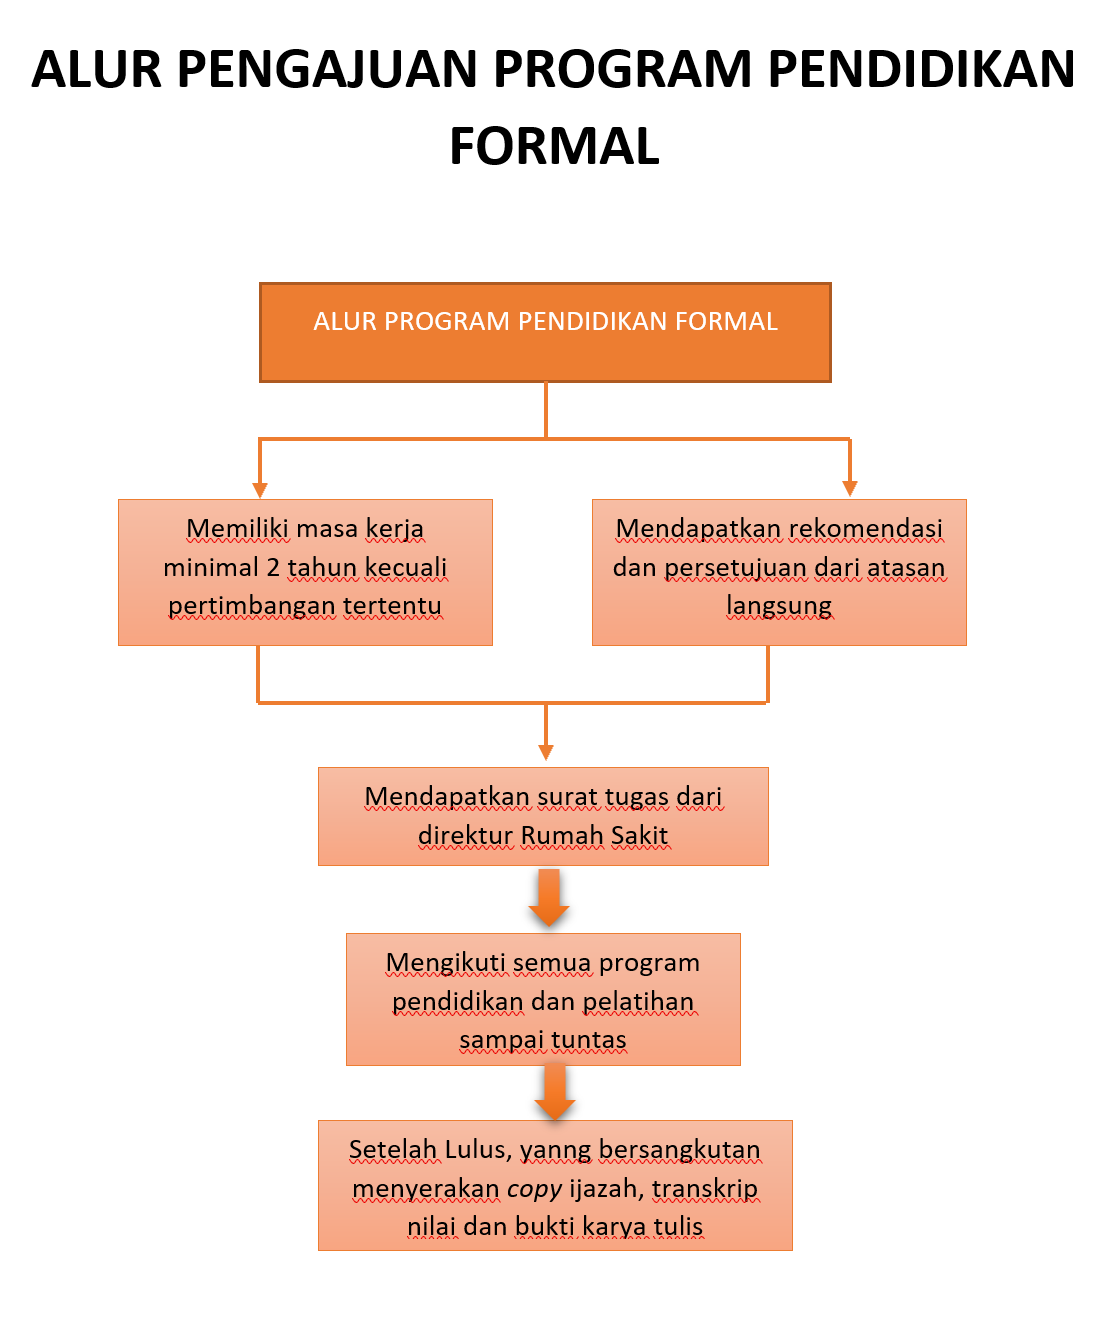 ALUR PENGAJUAN PROGRAM PENDIDIKAN
FORMAL
ALUR PROGRAM PENDIDIKAN FORMAL
Memiliki masa kerja
minimal 2 tahun kecuali
pertimbangan tertentu
Mendapatkan rekomendasi
dan persetujuan dari atasan
langsung
Mendapatkan surat tugas dari
direktur Rumah Sakit
Mengikuti semua program
pendidikan dan pelatihan
sampai tuntas
Setelah Lulus, yanng bersangkutan
menyerakan copy ijazah, transkrip
nilai dan bukti karya tulis